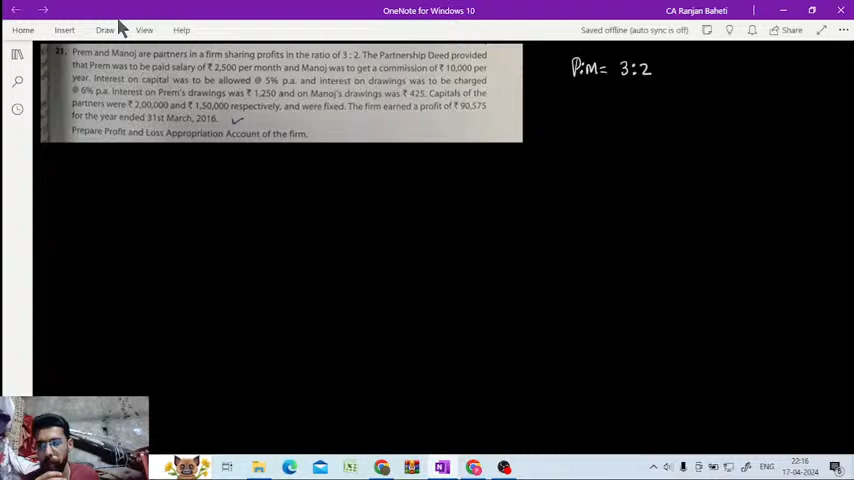 OneNote for Windows 10
CA Ranjan Baheti
Home Insert Draw View Help
Saved offline (auto sync is off)
Share
21. Prem and Manoj are partners in a firm sharing profits in the ratio of 3 : 2. The Partnership Deed provided
that Prem was to be paid salary of ₹ 2,500 per month and Manoj was to get a commission of ₹ 10,000 per
year. Interest on capital was to be allowed @ 5% p.a. and interest on drawings was to be charged
@ 6% p.a. Interest on Prem's drawings was ₹ 1,250 and on Manoj's drawings was ₹ 425. Capitals of the
partners were ₹ 2,00,000 and ₹ 1,50,000 respectively, and were fixed. The firm earned a profit of ₹ 90,575
for the year ended 31st March, 2016.
Prepare Profit and Loss Appropriation Account of the firm.
P:M = 3:2
ENG
22:16
17-04-2024